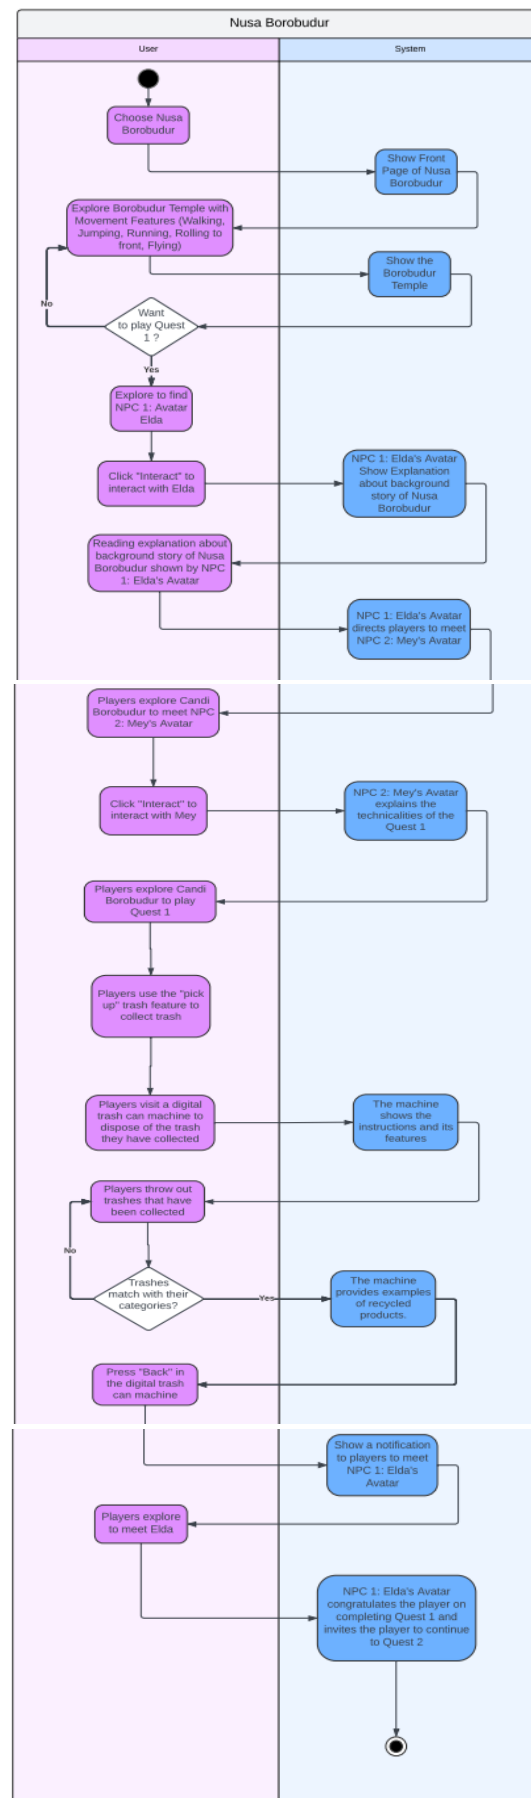 Nusa Borobudur
User
System
Choose Nusa
Borobudur
Show Front
Page of Nusa
Borobudur
Explore Borobudur Temple with
Movement Features (Walking,
Jumping, Running, Rolling to
front, Flying)
Show the
Borobudur
Temple
No
Want
to play Quest
1 ?
Yes
Explore to find
NPC 1: Avatar
Elda
Click "Interact" to
interact with Elda
NPC 1: Elda's Avatar
Show Explanation
about background
story of Nusa
Borobudur
Reading explanation about
background story of Nusa
Borobudur shown by NPC
1: Elda's Avatar
NPC 1: Elda's Avatar
directs players to meet
NPC 2: Mey's Avatar
Players explore Candi
Borobudur to meet NPC
2: Mey's Avatar
Click "Interact" to
interact with Mey
NPC 2: Mey's Avatar
explains the
technicalities of the
Quest 1
Players explore Candi
Borobudur to play
Quest 1
Players use the "pick
up" trash feature to
collect trash
Players visit a digital
trash can machine to
dispose of the trash
they have collected
The machine
shows the
instructions and its
features
Players throw out
trashes that have
been collected
No
Trashes
match with their
categories?
Yes
The machine
provides examples
of recycled
products.
Press "Back" in
the digital trash
can machine
Show a notification
to players to meet
NPC 1: Elda's
Avatar
Players explore
to meet Elda
NPC 1: Elda's Avatar
congratulates the player on
completing Quest 1 and
invites the player to continue
to Quest 2